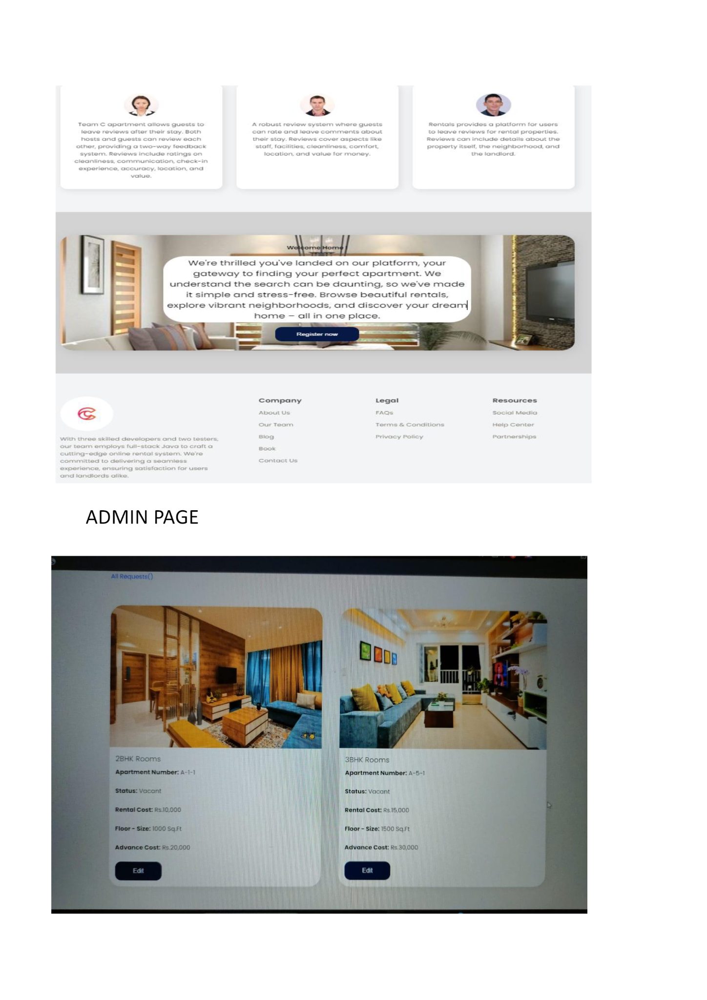 Team C apartment allows guests to
leave reviews after their stay. Both
hosts and guests can review each
other, providing a two-way feedback
system. Reviews include ratings on
cleanliness, communication, check-in
experience, accuracy, location, and
value.
A robust review system where guests
can rate and leave comments about
their stay. Reviews cover aspects like
staff, facilities, cleanliness, comfort,
location, and value for money.
Rentals provides a platform for users
to leave reviews for rental properties.
Reviews can include details about the
property itself, the neighborhood, and
the landlord.
Welcome Home !
We're thrilled you've landed on our platform, your
gateway to finding your perfect apartment. We
understand the search can be daunting, so we've made
it simple and stress-free. Browse beautiful rentals,
explore vibrant neighborhoods, and discover your dream
home – all in one place.
Register now
With three skilled developers and two testers,
our team employs full-stack Java to craft a
cutting-edge online rental system. We're
committed to delivering a seamless
experience, ensuring satisfaction for users
and landlords alike.
Company
About Us
Our Team
Blog
Book
Contact Us
Legal
FAQs
Terms & Conditions
Privacy Policy
Resources
Social Media
Help Center
Partnerships
ADMIN PAGE
All Requests()
2BHK Rooms
Apartment Number: A-1-1
Status: Vacant
Rental Cost: Rs.10,000
Floor - Size: 1000 Sq.Ft
Advance Cost: Rs.20,000
Edit
3BHK Rooms
Apartment Number: A-5-1
Status: Vacant
Rental Cost: Rs.15,000
Floor - Size: 1500 Sq.Ft
Advance Cost: Rs.30,000
Edit